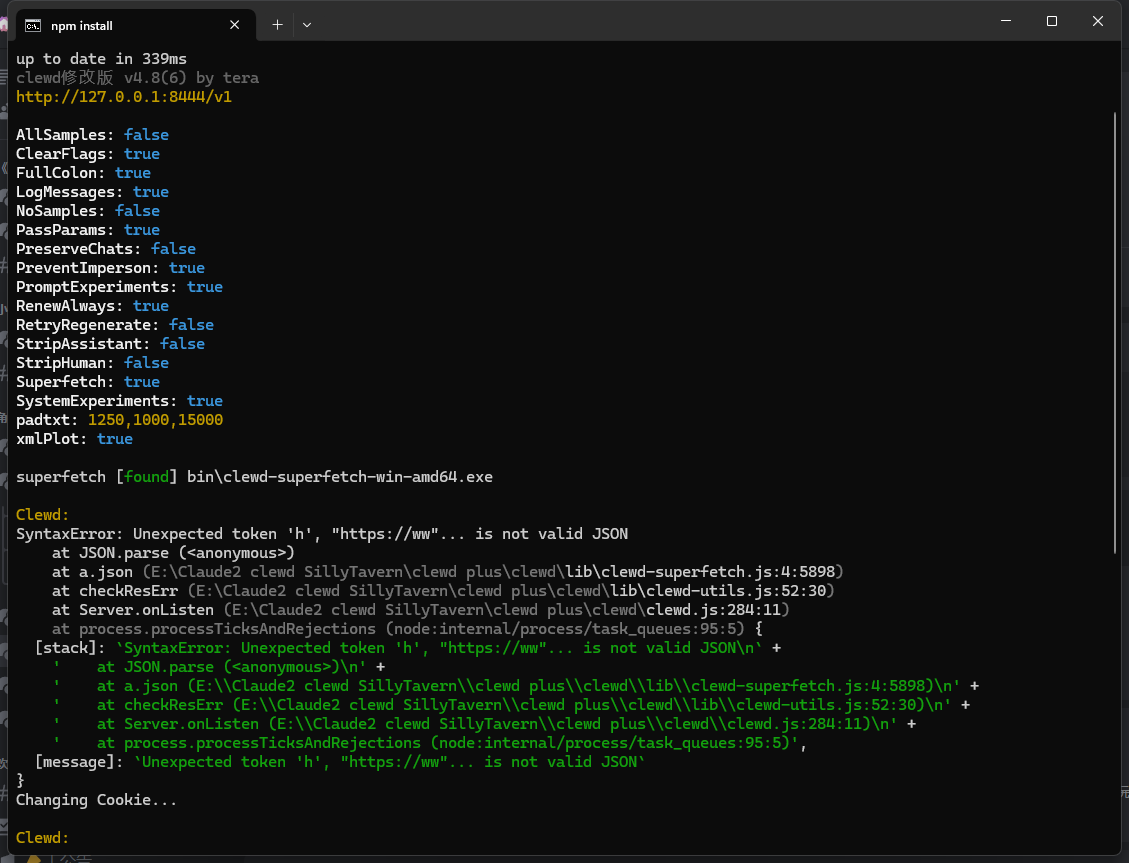 npm install
up to date in 339ms
clewd修改版 v4.8(6) by tera
http://127.0.0.1:8444/v1
AllSamples: false
ClearFlags: true
FullColon: true
LogMessages: true
NoSamples: false
PassParams: true
PreserveChats: false
PreventImperson: true
PromptExperiments: true
RenewAlways: true
RetryRegenerate: false
StripAssistant: false
StripHuman: false
Superfetch: true
SystemExperiments: true
padtxt: 1250,1000,15000
xmlPlot: true
superfetch [found] bin\clewd-superfetch-win-amd64.exe
Clewd:
SyntaxError: Unexpected token 'h', "https://ww"... is not valid JSON
at JSON.parse (<anonymous>)
at a.json (E:\Claude2 clewd SillyTavern\clewd plus\clewd\lib\clewd-superfetch.js:4:5898)
at checkResErr (E:\Claude2 clewd SillyTavern\clewd plus\clewd\lib\clewd-utils.js:52:30)
at Server.onListen (E:\Claude2 clewd SillyTavern\clewd plus\clewd\clewd.js:284:11)
at process.processTicksAndRejections (node:internal/process/task_queues:95:5) {
[stack]: `SyntaxError: Unexpected token 'h', "https://ww"... is not valid JSON\n` +
'    at JSON.parse (<anonymous>)\n' +
'    at a.json (E:\\Claude2 clewd SillyTavern\\clewd plus\\clewd\\lib\\clewd-superfetch.js:4:5898)\n' +
'    at checkResErr (E:\\Claude2 clewd SillyTavern\\clewd plus\\clewd\\lib\\clewd-utils.js:52:30)\n' +
'    at Server.onListen (E:\\Claude2 clewd SillyTavern\\clewd plus\\clewd\\clewd.js:284:11)\n' +
'    at process.processTicksAndRejections (node:internal/process/task_queues:95:5)',
[message]: `Unexpected token 'h', "https://ww"... is not valid JSON`
}
Changing Cookie...
Clewd: